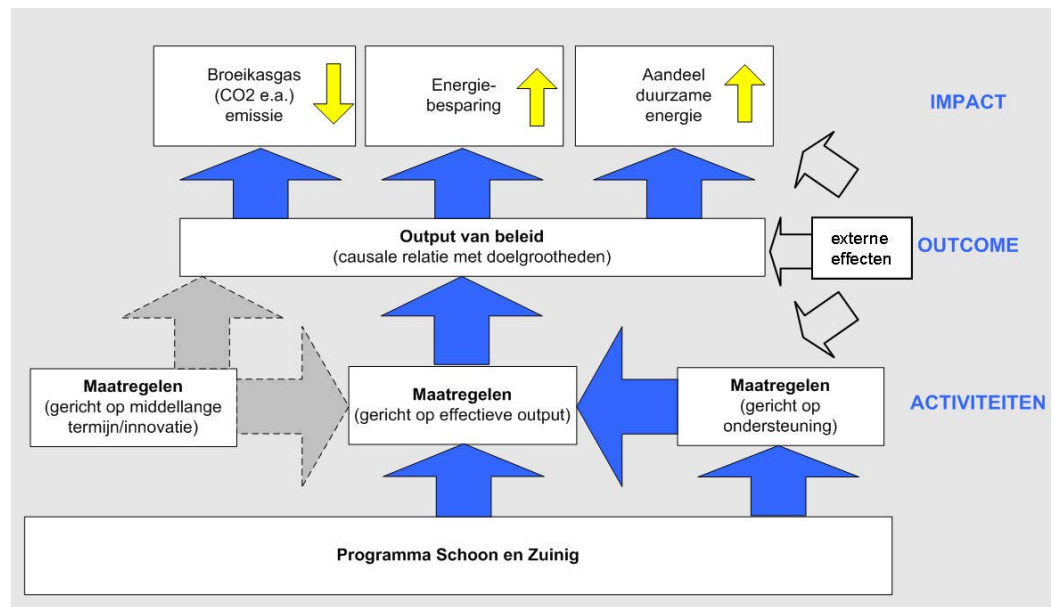 Broeikasgas
(CO2 e.a.)
emissie
Energie-
besparing
Aandeel
duurzame
energie
IMPACT
Output van beleid
(causale relatie met doelgrootheden)
externe
effecten
OUTCOME
Maatregelen
(gericht op middellange
termijn/innovatie)
Maatregelen
(gericht op effectieve output)
Maatregelen
(gericht op
ondersteuning)
ACTIVITEITEN
Programma Schoon en Zuinig